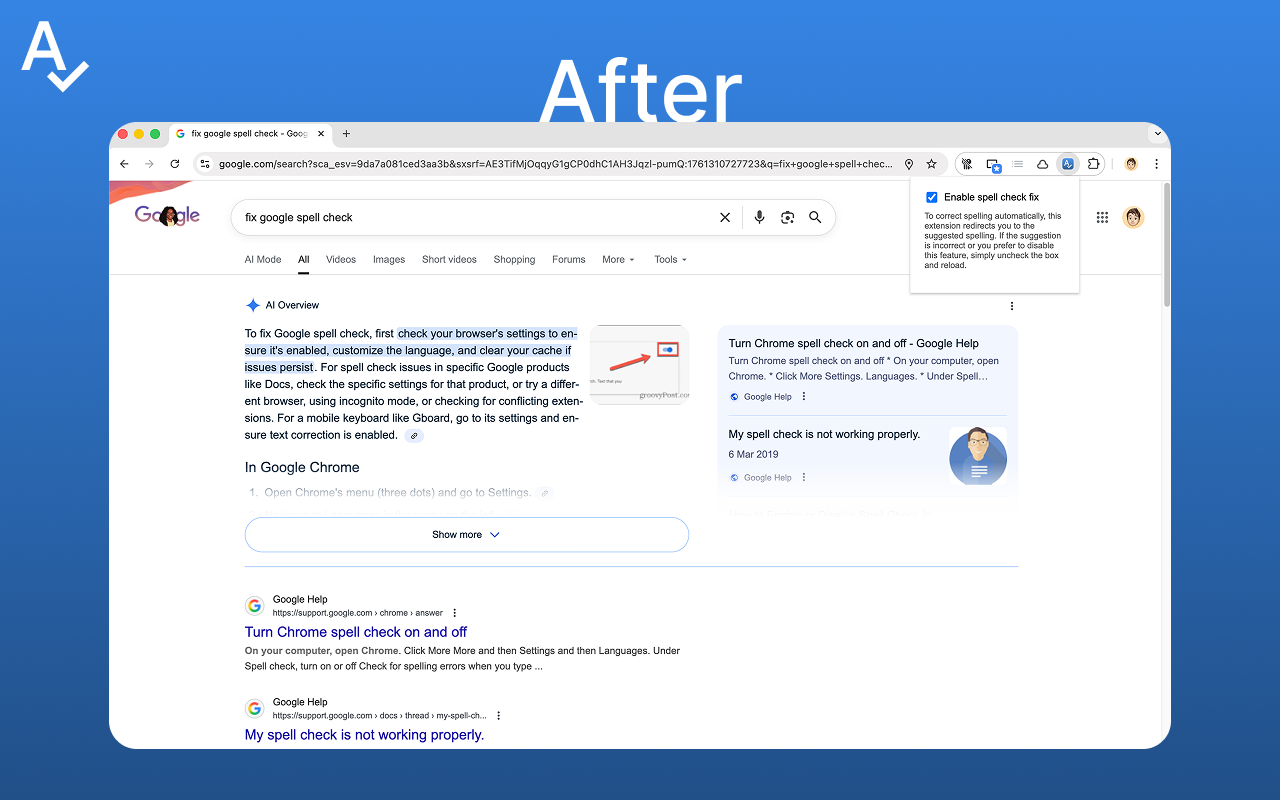 A
After
fix google spell check - Goog
google.com/search?sca_esv=9da7a081ced3aa3b&sxsrf=AE3TifMjOqqyG1gCP0dhC1AH3Jqzl-pumQ:1761310727723&q=fix+google+spell+chec...
Google
fix google spell check
Enable spell check fix
To correct spelling automatically, this
extension redirects you to the
suggested spelling. If the suggestion
is incorrect or you prefer to disable
this feature, simply uncheck the box
and reload.
AI Mode All Videos Images Short videos Shopping Forums More Tools
AI Overview
To fix Google spell check, first check your browser's settings to en-
sure it's enabled, customize the language, and clear your cache if
issues persist. For spell check issues in specific Google products
like Docs, check the specific settings for that product, or try a differ-
ent browser, using incognito mode, or checking for conflicting exten-
sions. For a mobile keyboard like Gboard, go to its settings and en-
sure text correction is enabled.
ch. Text that you
groovyPost.co
Turn Chrome spell check on and off - Google Help
Turn Chrome spell check on and off * On your computer, open
Chrome. * Click More Settings. Languages. * Under Spell…
Google Help
My spell check is not working properly.
6 Mar 2019
Google Help
In Google Chrome
1. Open Chrome's menu (three dots) and go to Settings.
Show more
Google Help
https://support.google.com › chrome › answer
Turn Chrome spell check on and off
On your computer, open Chrome. Click More More and then Settings and then Languages. Under
Spell check, turn on or off Check for spelling errors when you type ...
Google Help
https://support.google.com › docs › thread › my-spell-ch...
My spell check is not working properly.